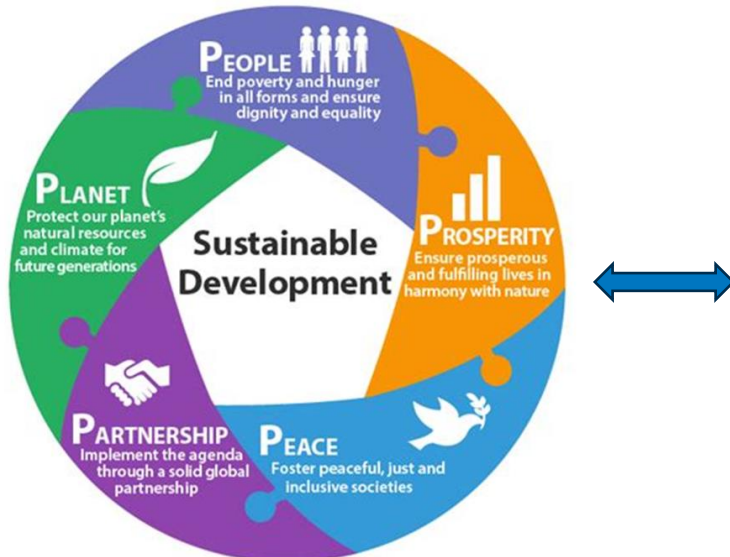 PEOPLE
End poverty and hunger
in all forms and ensure
dignity and equality
PROSPERITY
Ensure prosperous
and fulfilling lives in
harmony with nature
PEACE
Foster peaceful, just and
inclusive societies
PARTNERSHIP
Implement the agenda
through a solid global
partnership
PLANET
Protect our planet's
natural resources
and climate for
future generations
Sustainable
Development